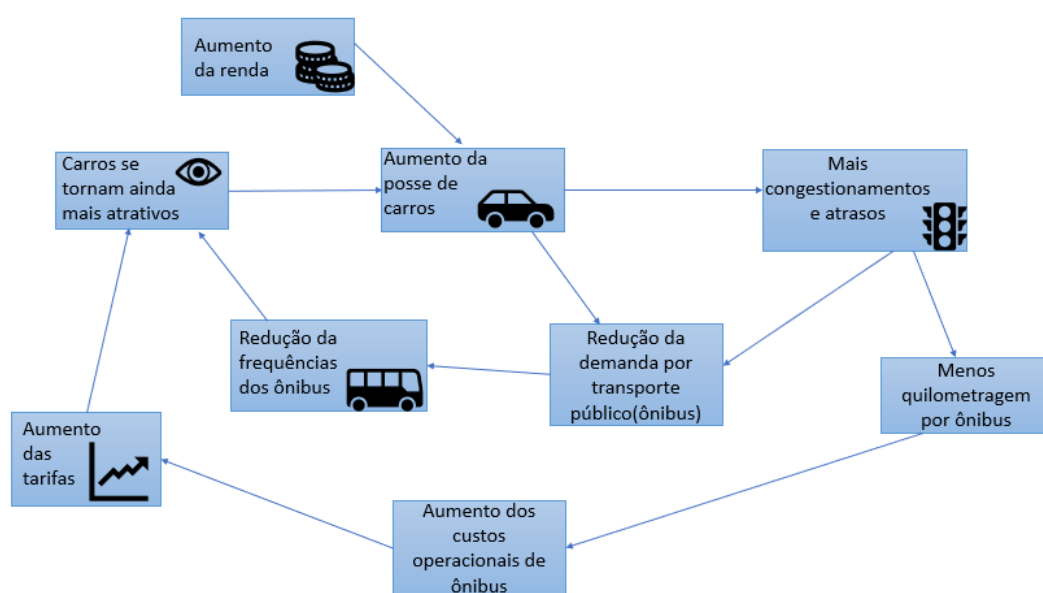 Aumento
da renda
Carros se
tornam ainda
mais atrativos
Aumento da
posse de
carros
Mais
congestionamentos
e atrasos
Redução da
frequências
dos ônibus
Redução da
demanda por
transporte
público(ônibus)
Menos
quilometragem
por ônibus
Aumento
das
tarifas
Aumento dos
custos
operacionais de
ônibus